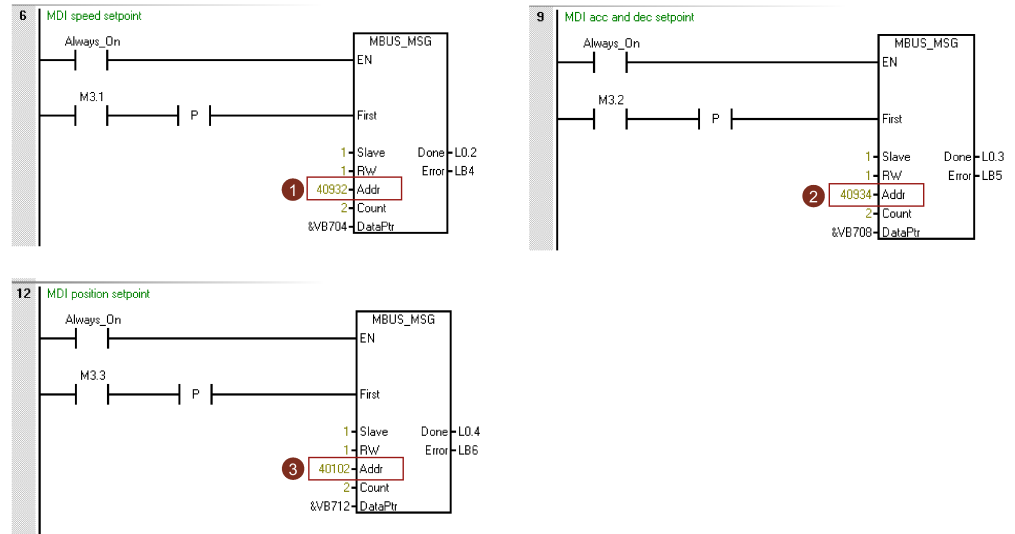 6 MDI speed setpoint
Always_On
MBUS_MSG
EN
M3.1
P
First
1 Slave Done L0.2
1 RW Error LB4
1 40932 Addr
2 Count
&VB704 DataPtr
9 MDI acc and dec setpoint
Always_On
MBUS_MSG
EN
M3.2
P
First
1 Slave Done L0.3
1 RW Error LB5
2 40934 Addr
2 Count
&VB708 DataPtr
12 MDI position setpoint
Always_On
MBUS_MSG
EN
M3.3
P
First
1 Slave Done L0.4
1 RW Error LB6
3 40102 Addr
2 Count
&VB712 DataPtr